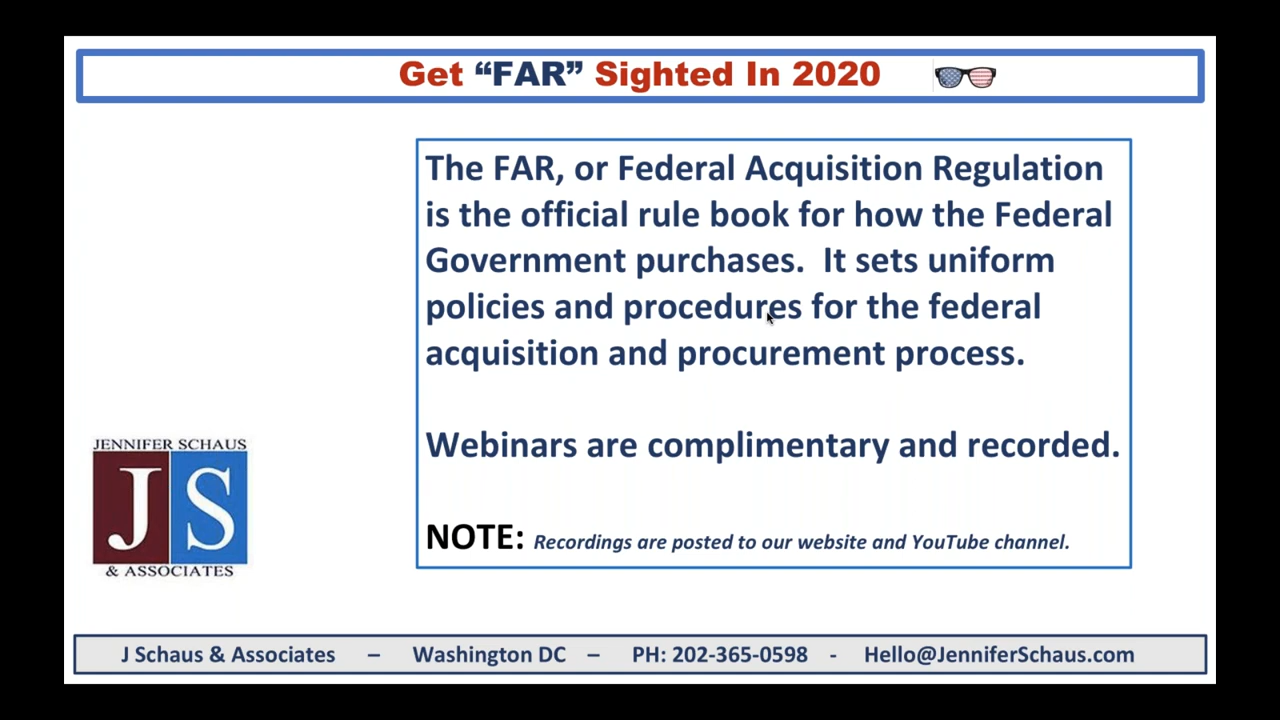 Get “FAR” Sighted In 2020
The FAR, or Federal Acquisition Regulation
is the official rule book for how the Federal
Government purchases.  It sets uniform
policies and procedures for the federal
acquisition and procurement process.
Webinars are complimentary and recorded.
NOTE: Recordings are posted to our website and YouTube channel.
JENNIFER SCHAUS
JS
& ASSOCIATES
J Schaus & Associates – Washington DC – PH: 202-365-0598 - Hello@JenniferSchaus.com